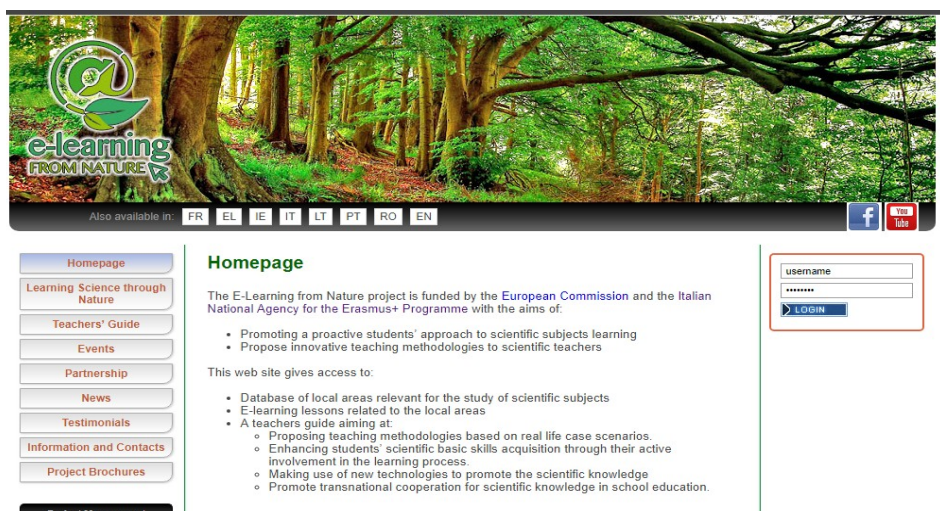 @
e-learning
FROM NATURE
Also available in: FR EL IE IT LT PT RO EN
f
You
Tube
Homepage
Learning Science through
Nature
Teachers' Guide
Events
Partnership
News
Testimonials
Information and Contacts
Project Brochures
Homepage
The E-Learning from Nature project is funded by the European Commission and the Italian
National Agency for the Erasmus+ Programme with the aims of:
• Promoting a proactive students' approach to scientific subjects learning
• Propose innovative teaching methodologies to scientific teachers
This web site gives access to:
• Database of local areas relevant for the study of scientific subjects
• E-learning lessons related to the local areas
• A teachers guide aiming at:
◦ Proposing teaching methodologies based on real life case scenarios.
◦ Enhancing students' scientific basic skills acquisition through their active
involvement in the learning process.
◦ Making use of new technologies to promote the scientific knowledge
◦ Promote transnational cooperation for scientific knowledge in school education.
username
••••••••
LOGIN